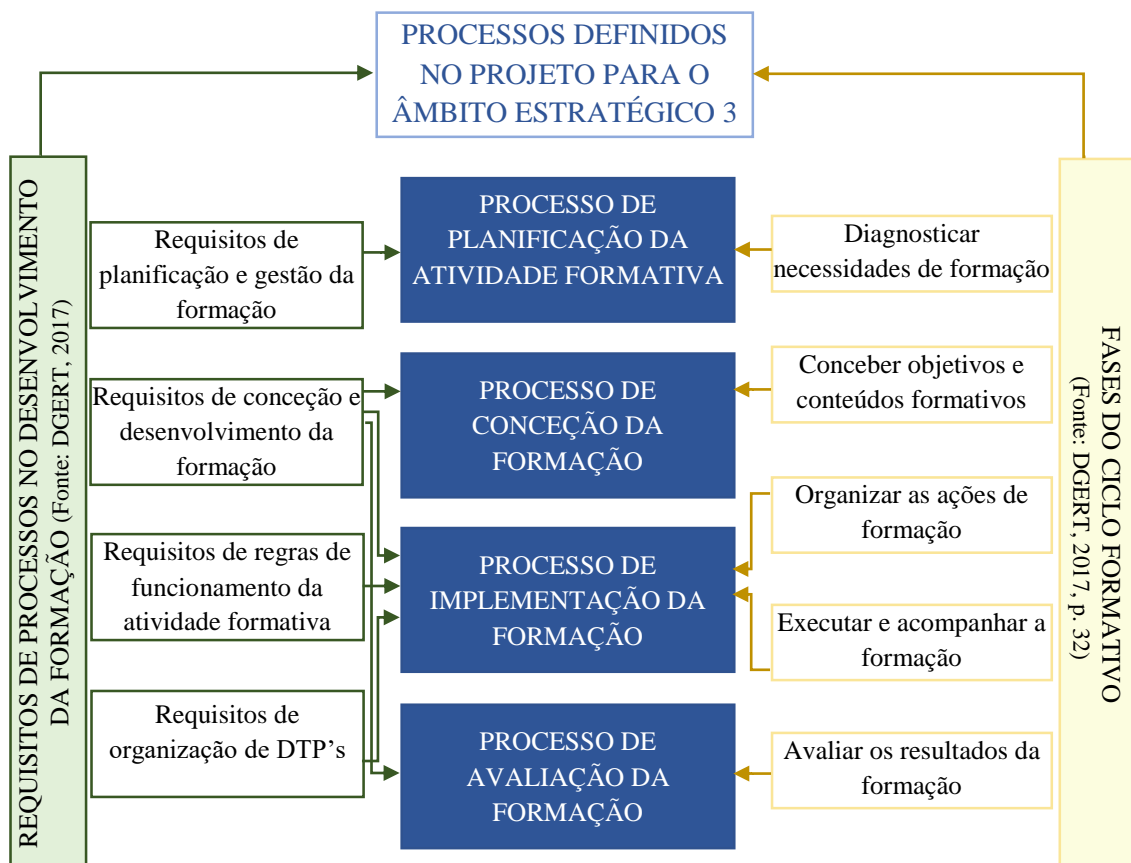 PROCESSOS DEFINIDOS
NO PROJETO PARA O
ÂMBITO ESTRATÉGICO 3
REQUISITOS DE PROCESSOS NO DESENVOLVIMENTO
DA FORMAÇÃO (Fonte: DGERT, 2017)
Requisitos de
planificação e gestão da
formação
Requisitos de conceção e
desenvolvimento da
formação
Requisitos de regras de
funcionamento da
atividade formativa
Requisitos de
organização de DTP’s
PROCESSO DE
PLANIFICAÇÃO DA
ATIVIDADE FORMATIVA
PROCESSO DE
CONCEÇÃO DA
FORMAÇÃO
PROCESSO DE
IMPLEMENTAÇÃO DA
FORMAÇÃO
PROCESSO DE
AVALIAÇÃO DA
FORMAÇÃO
Diagnosticar
necessidades de formação
Conceber objetivos e
conteúdos formativos
Organizar as ações de
formação
Executar e acompanhar a
formação
Avaliar os resultados da
formação
FASES DO CICLO FORMATIVO
(Fonte: DGERT, 2017, p. 32)